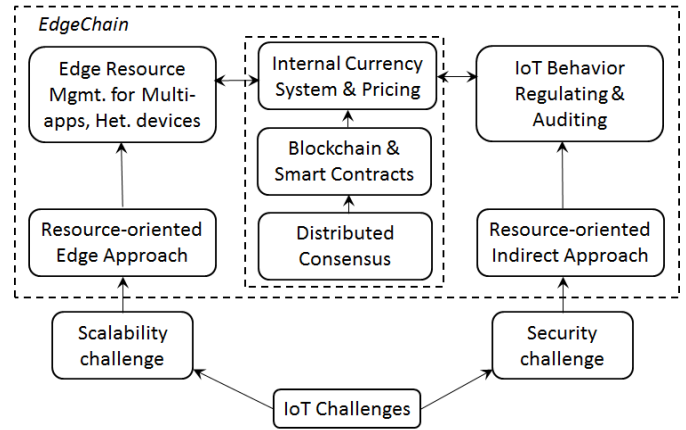 EdgeChain
Edge Resource
Mgmt. for Multi-
apps, Het. devices
Internal Currency
System & Pricing
IoT Behavior
Regulating &
Auditing
Blockchain &
Smart Contracts
Resource-oriented
Edge Approach
Distributed
Consensus
Resource-oriented
Indirect Approach
Scalability
challenge
Security
challenge
IoT Challenges